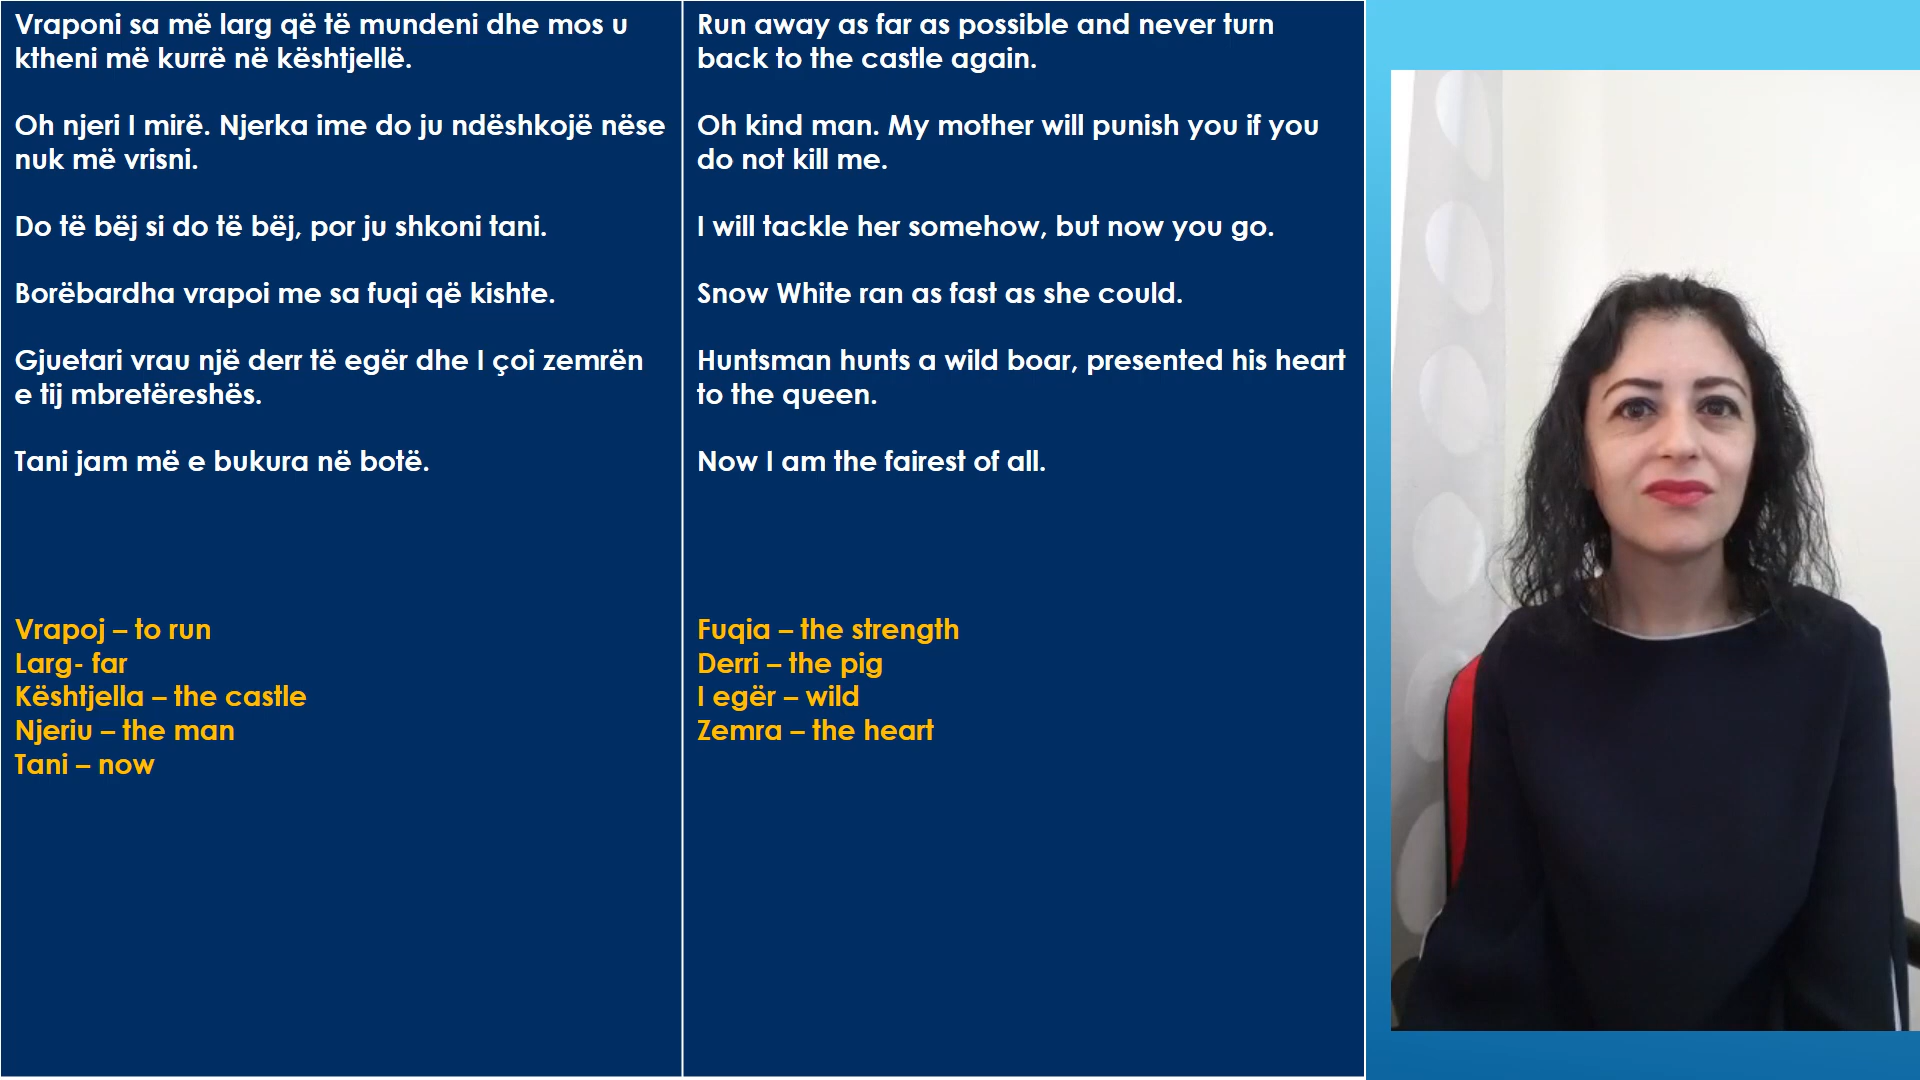 Vraponi sa më larg që të mundeni dhe mos u
ktheni më kurrë në kështjellë.
Oh njeri I mirë. Njerka ime do ju ndëshkojë nëse
nuk më vrisni.
Do të bëj si do të bëj, por ju shkoni tani.
Borëbardha vrapoi me sa fuqi që kishte.
Gjuetari vrau një derr të egër dhe I çoi zemrën
e tij mbretëreshës.
Tani jam më e bukura në botë.
Vrapoj – to run
Larg- far
Kështjella – the castle
Njeriu – the man
Tani – now
Run away as far as possible and never turn
back to the castle again.
Oh kind man. My mother will punish you if you
do not kill me.
I will tackle her somehow, but now you go.
Snow White ran as fast as she could.
Huntsman hunts a wild boar, presented his heart
to the queen.
Now I am the fairest of all.
Fuqia – the strength
Derri – the pig
I egër – wild
Zemra – the heart